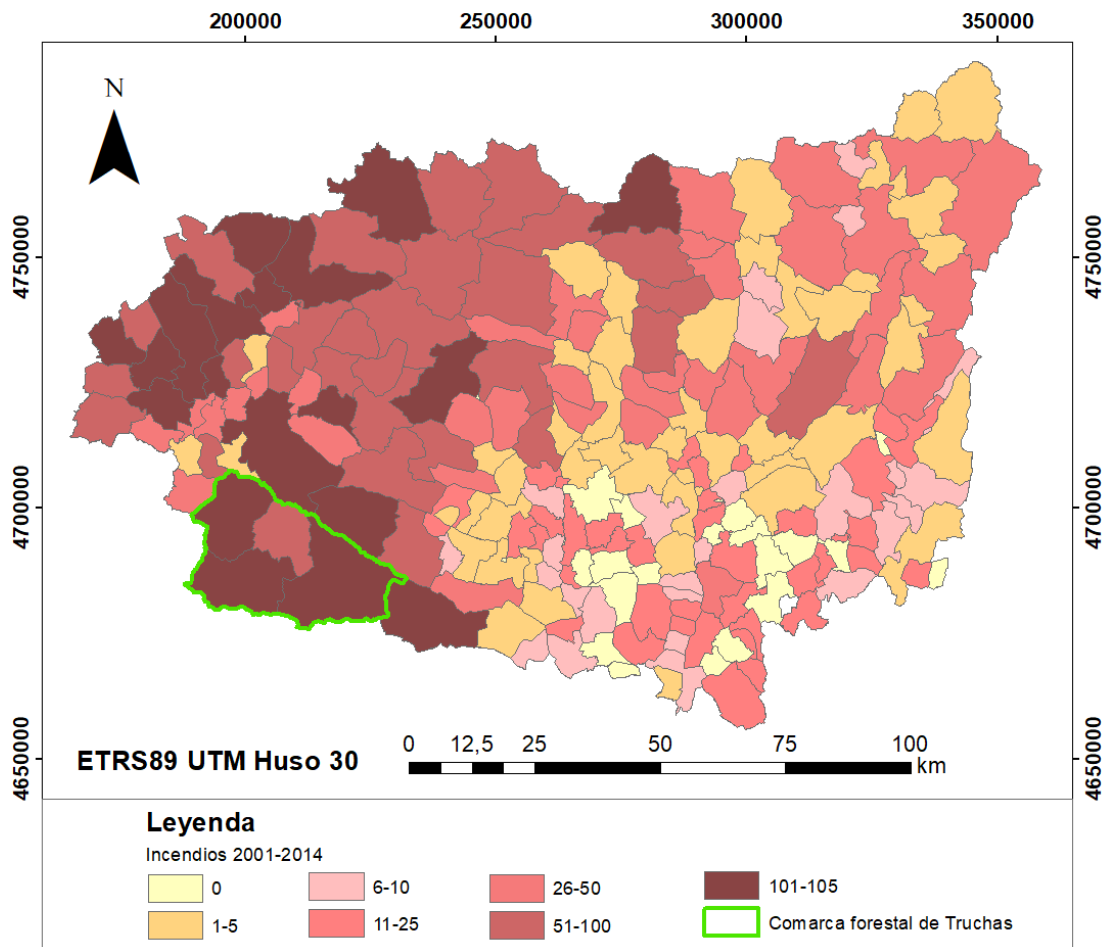 200000 250000 300000 350000
N
4750000 4750000
4700000 4700000
4650000 4650000
0 12,5 25 50 75 100
km
ETRS89 UTM Huso 30
Leyenda
Incendios 2001-2014
0 6-10 26-50 101-105
1-5 11-25 51-100 Comarca forestal de Truchas